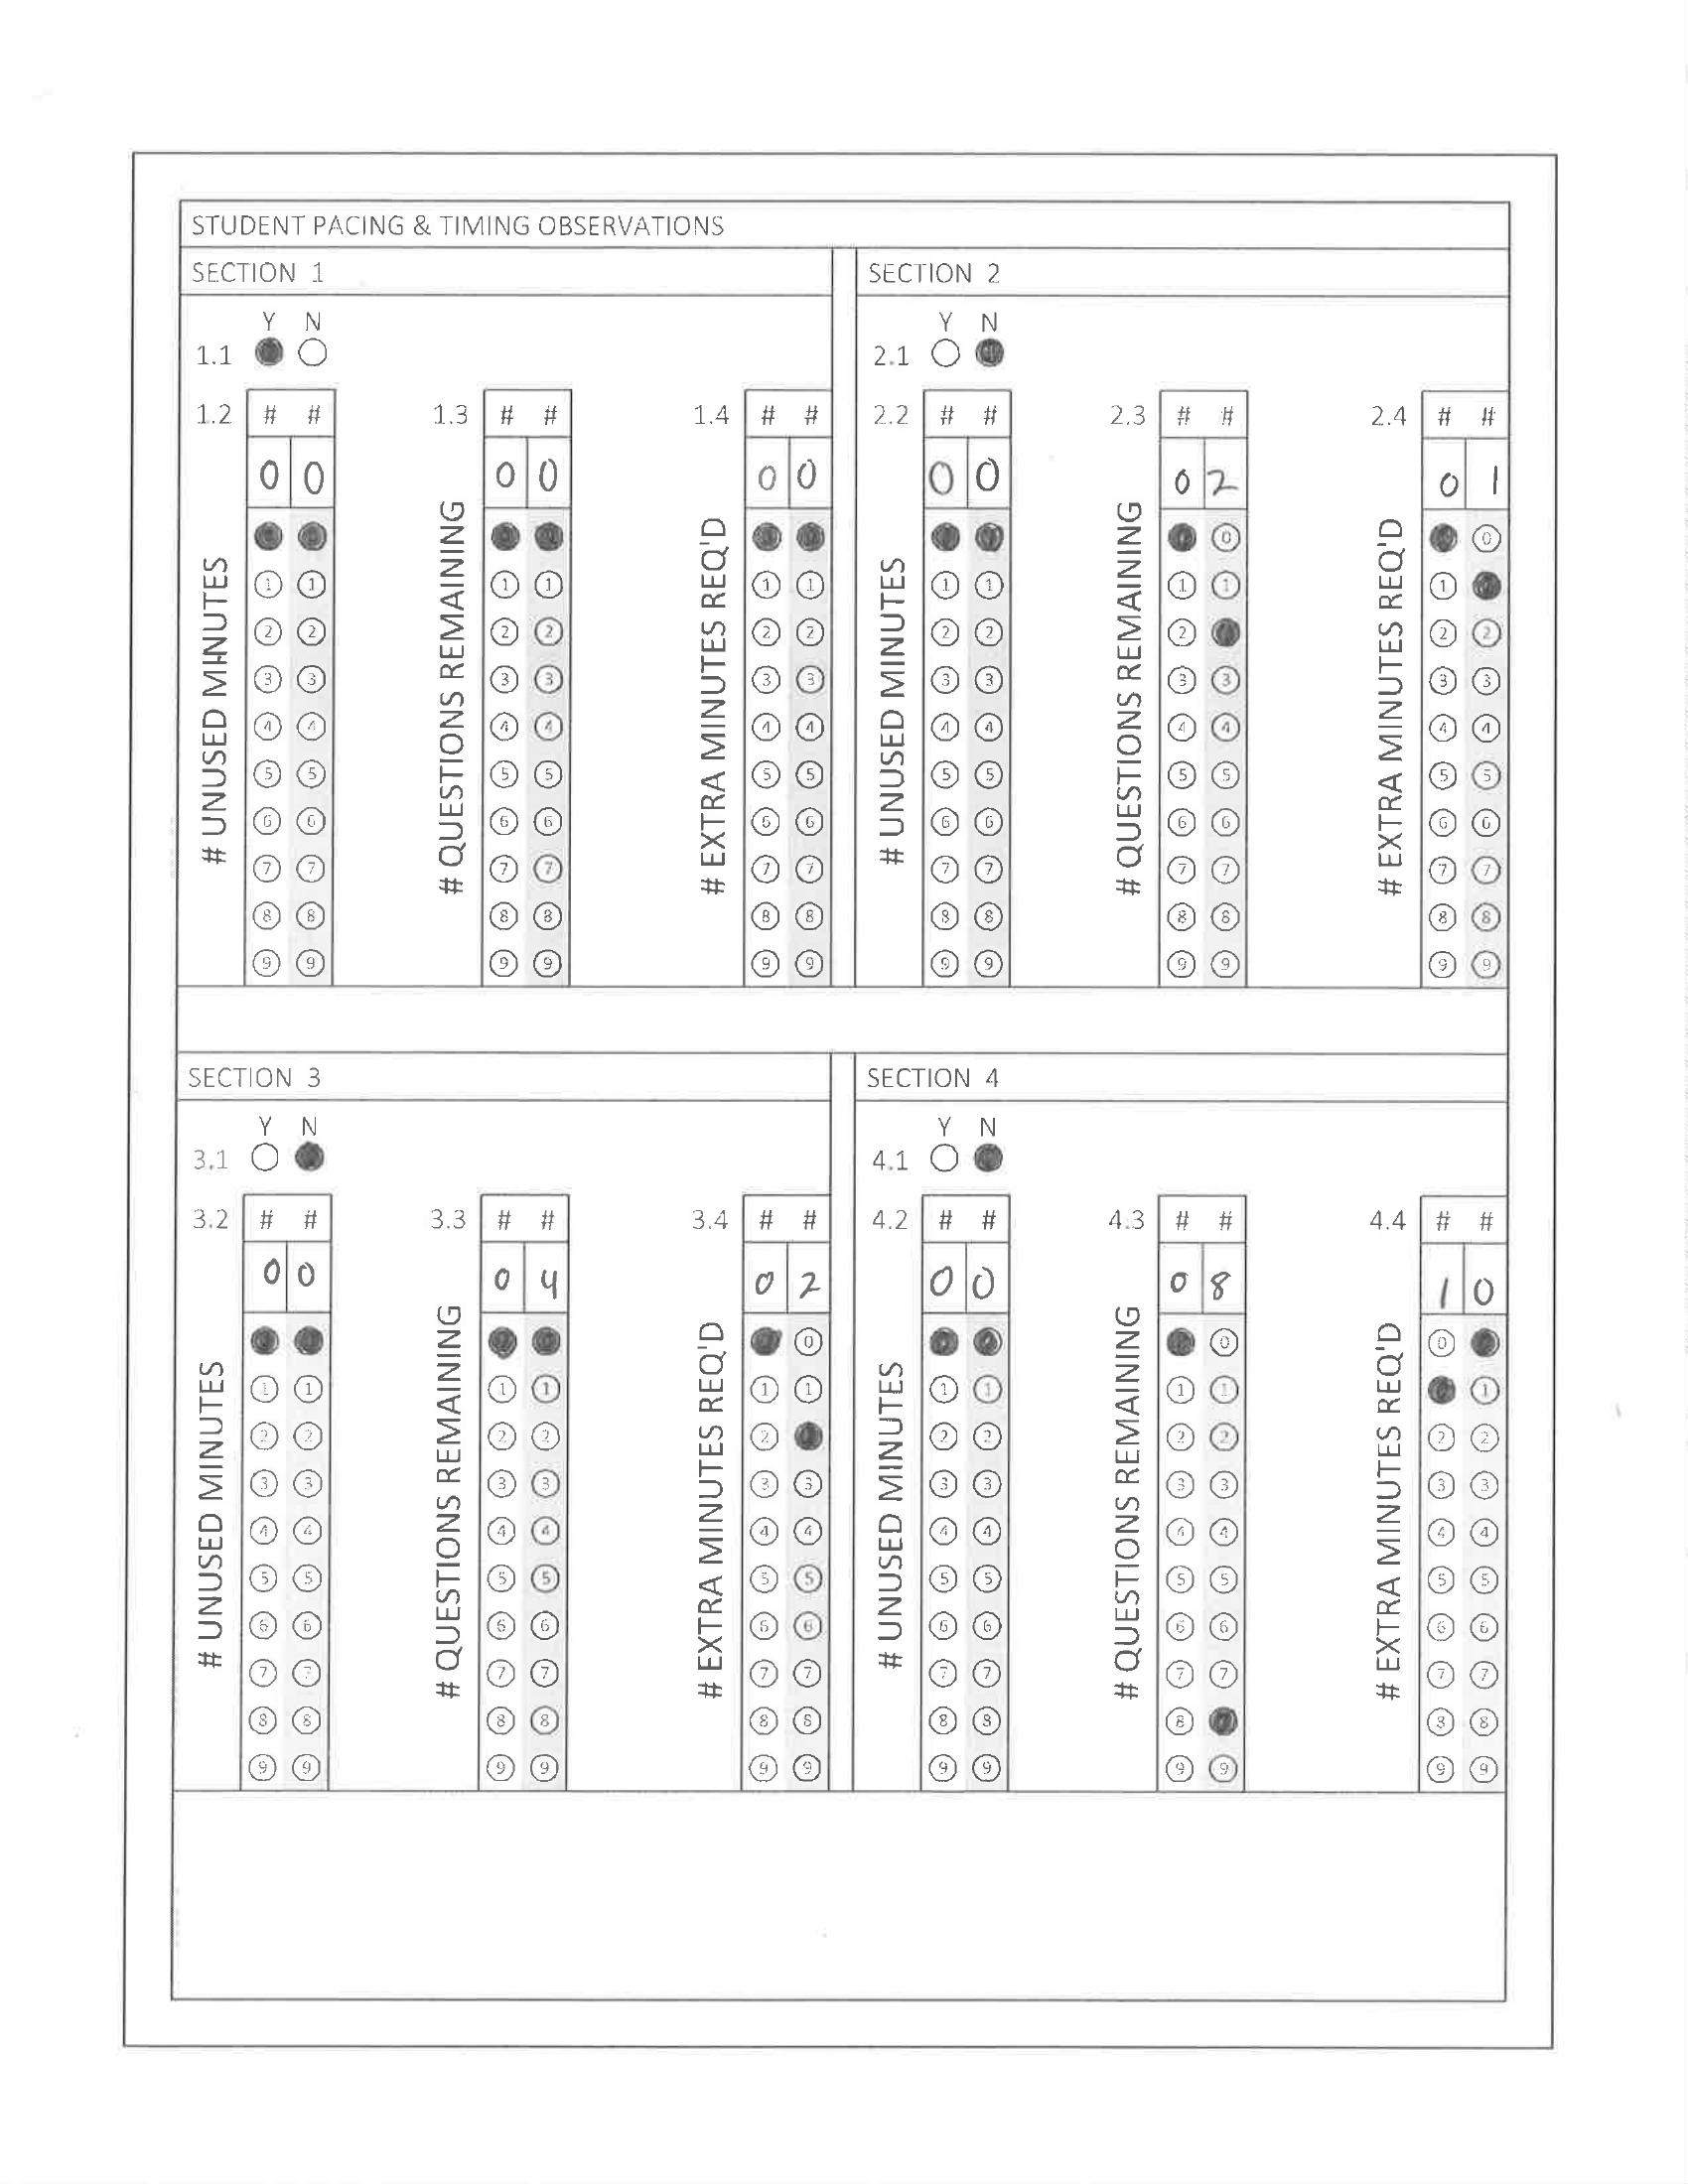 STUDENT PACING & TIMING OBSERVATIONS
SECTION 1
Y N
1.1
1.2 # # 1.3 # # 1.4 # #
0 0 0 0 0 0
# UNUSED MINUTES
# QUESTIONS REMAINING
# EXTRA MINUTES REQ'D
1 1 1 1 1 1
2 2 2 2 2 2
3 3 3 3 3 3
4 4 4 4 4 4
5 5 5 5 5 5
6 6 6 6 6 6
7 7 7 7 7 7
8 8 8 8 8 8
9 9 9 9 9 9
SECTION 2
Y N
2.1
2.2 # # 2.3 # # 2.4 # #
0 0 0 2 0 1
# UNUSED MINUTES
# QUESTIONS REMAINING
# EXTRA MINUTES REQ'D
0 0
1 1 1 1 1
2 2 2 2 2
3 3 3 3 3 3
4 4 4 4 4 4
5 5 5 5 5 5
6 6 6 6 6 6
7 7 7 7 7 7
8 8 8 8 8 8
9 9 9 9 9 9
SECTION 3
Y N
3.1
3.2 # # 3.3 # # 3.4 # #
0 0 0 4 0 2
# UNUSED MINUTES
# QUESTIONS REMAINING
# EXTRA MINUTES REQ'D
0
1 1 1 1 1 1
2 2 2 2 2
3 3 3 3 3 3
4 4 4 4 4 4
5 5 5 5 5 5
6 6 6 6 6 6
7 7 7 7 7 7
8 8 8 8 8 8
9 9 9 9 9 9
SECTION 4
Y N
4.1
4.2 # # 4.3 # # 4.4 # #
0 0 0 8 1 0
# UNUSED MINUTES
# QUESTIONS REMAINING
# EXTRA MINUTES REQ'D
0 0
1 1 1 1 1
2 2 2 2 2 2
3 3 3 3 3 3
4 4 4 4 4 4
5 5 5 5 5 5
6 6 6 6 6 6
7 7 7 7 7 7
8 8 8 8 8
9 9 9 9 9 9